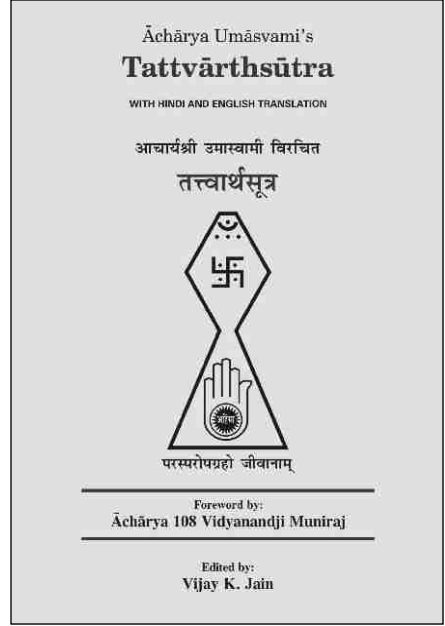 Āchārya Umāsvami's
Tattvārthsūtra
WITH HINDI AND ENGLISH TRANSLATION
आचार्यश्री उमास्वामी विरचित
तत्त्वार्थसूत्र
अहिंसा
परस्परोपग्रहो जीवानाम्
Foreword by:
Āchārya 108 Vidyanandji Muniraj
Edited by:
Vijay K. Jain